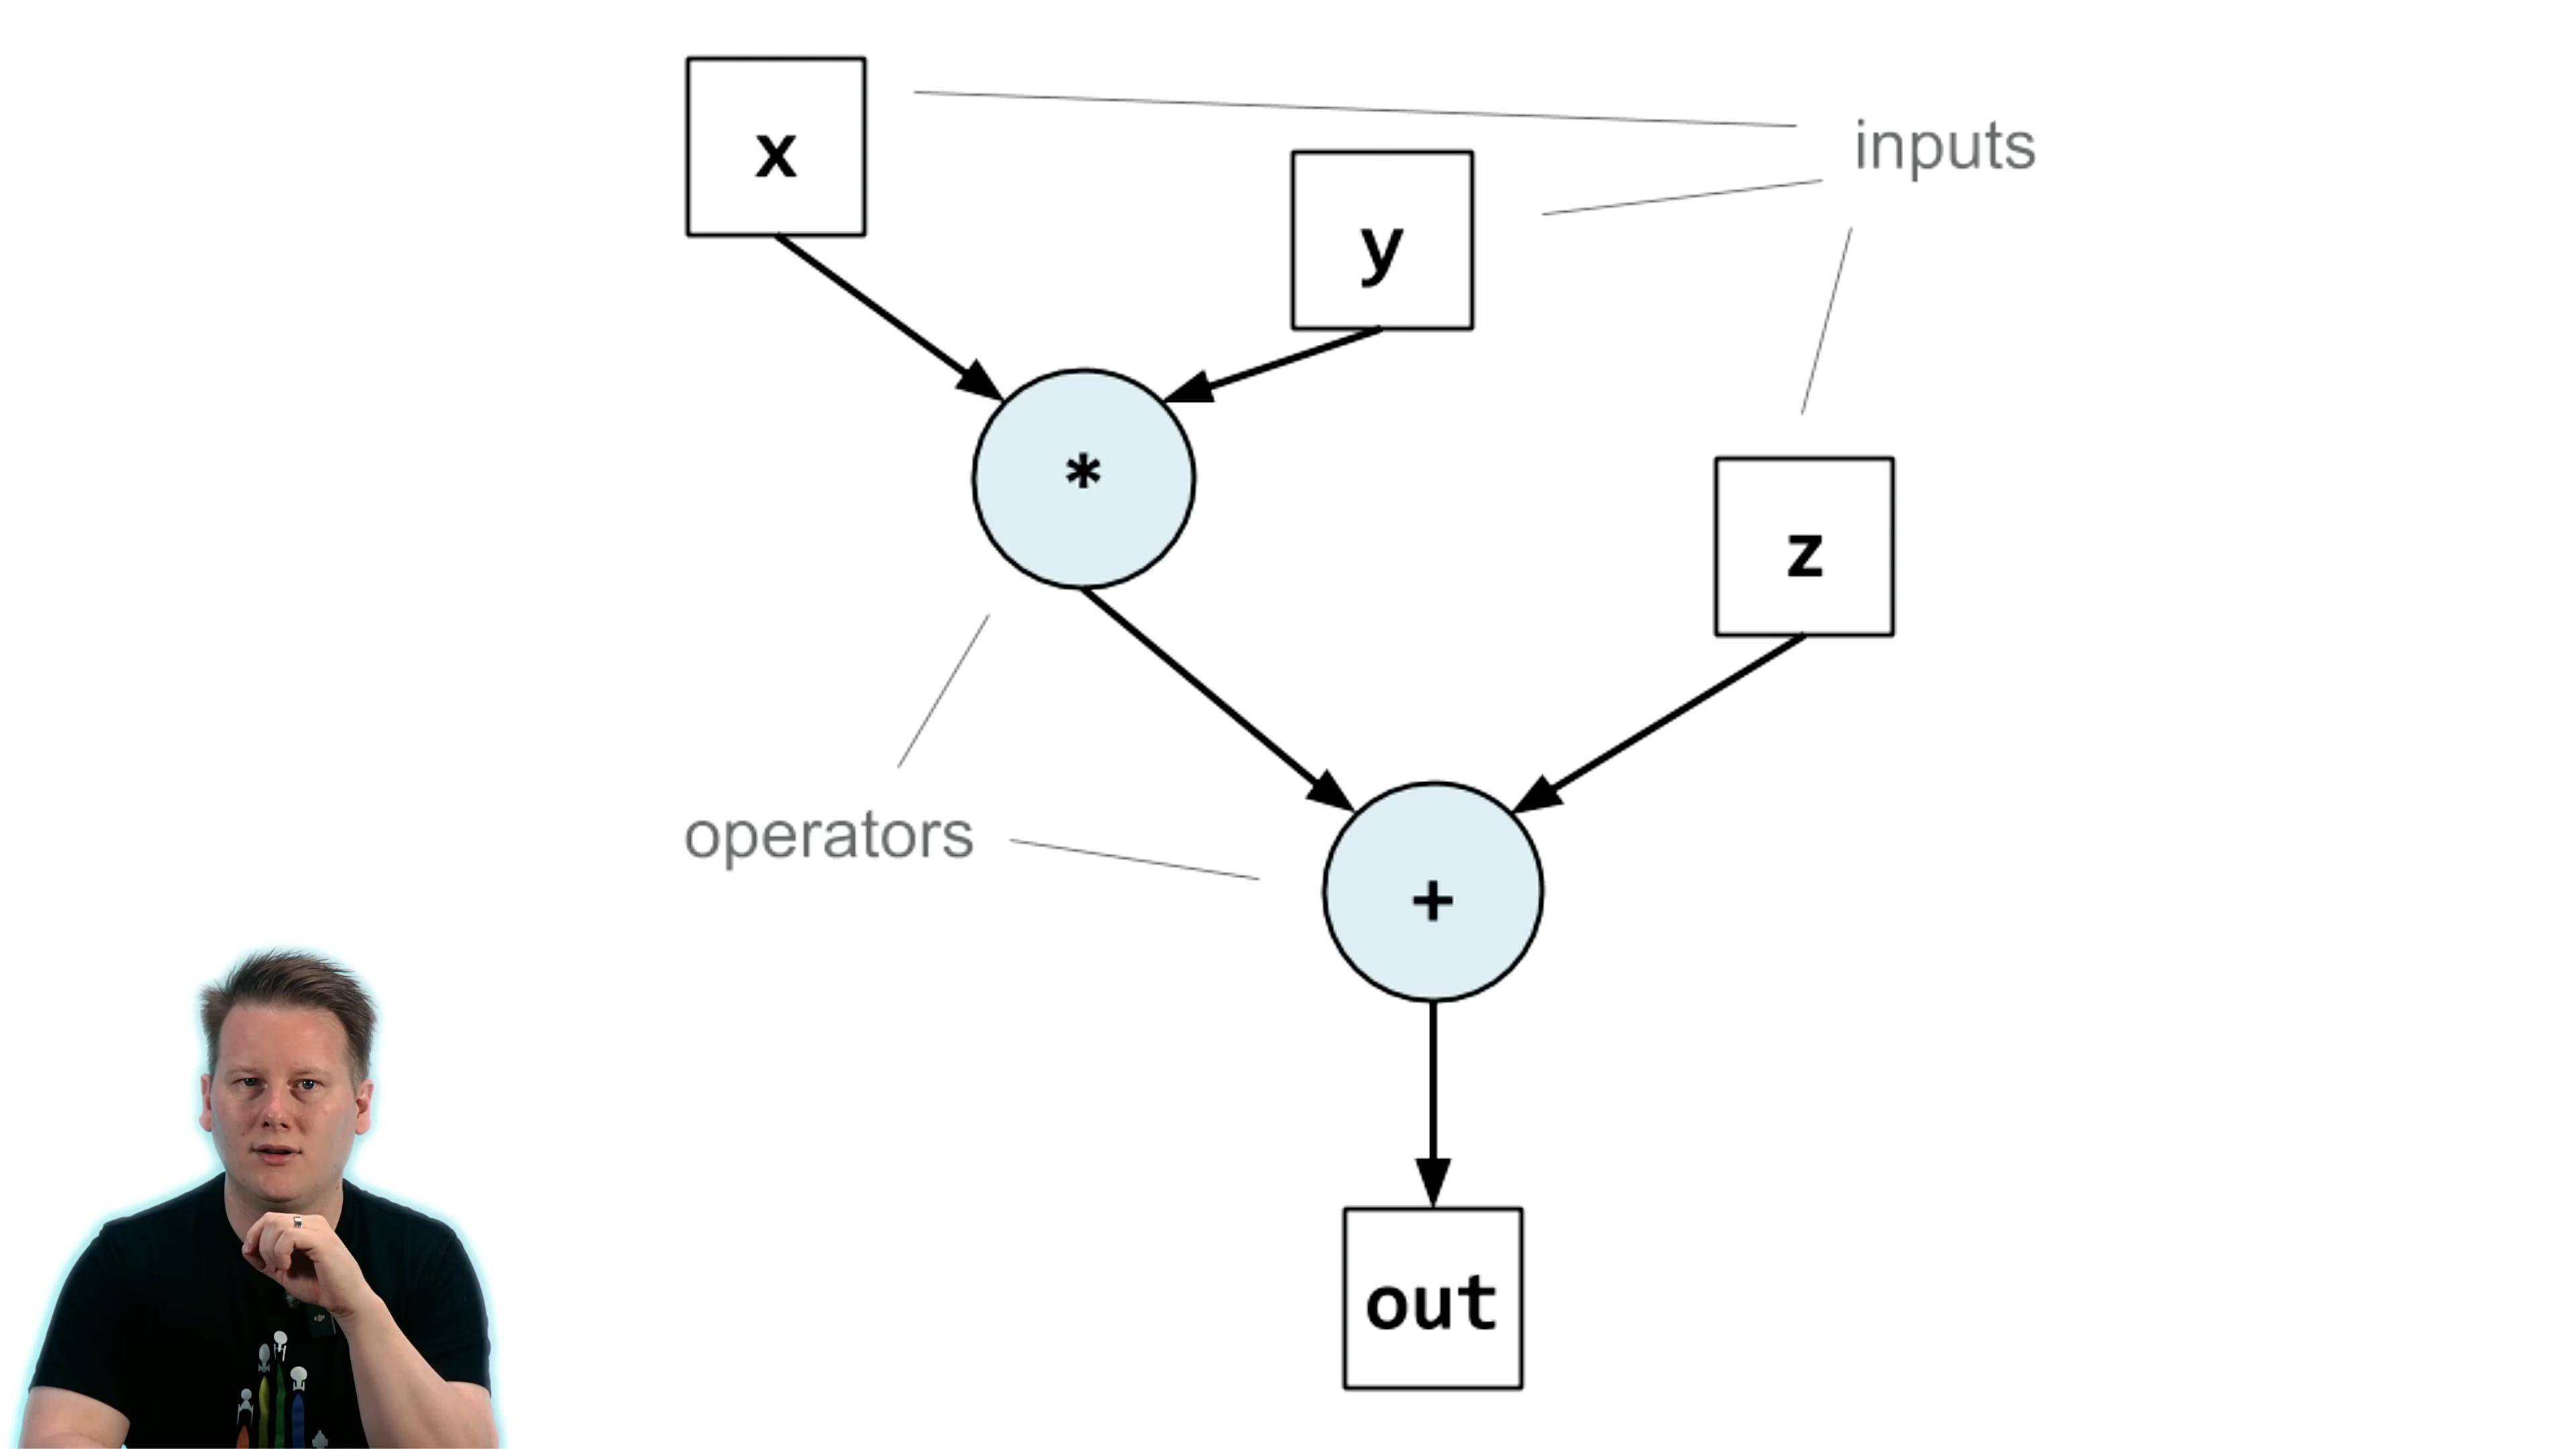 x
inputs
y
*
z
operators
+
out